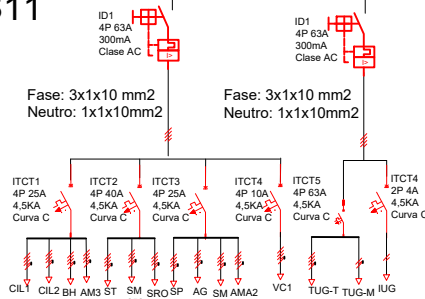 11
ID1
4P 63A
300mA
Clase AC
I>
ID1
4P 63A
300mA
Clase AC
I>
Fase: 3x1x10 mm2
Neutro: 1x1x10mm2
Fase: 3x1x10 mm2
Neutro: 1x1x10mm2
ITCT1
4P 25A
4,5KA
Curva C
ITCT2
4P 40A
4,5KA
Curva C
ITCT3
4P 25A
4,5KA
Curva C
ITCT4
4P 10A
4,5KA
Curva C
ITCT5
4P 63A
4,5KA
Curva C
ITCT4
2P 4A
4,5KA
Curva C
CIL1 CIL2 BH AM3 ST SM SRO SP AG SM AMA2 VC1 TUG-T TUG-M IUG